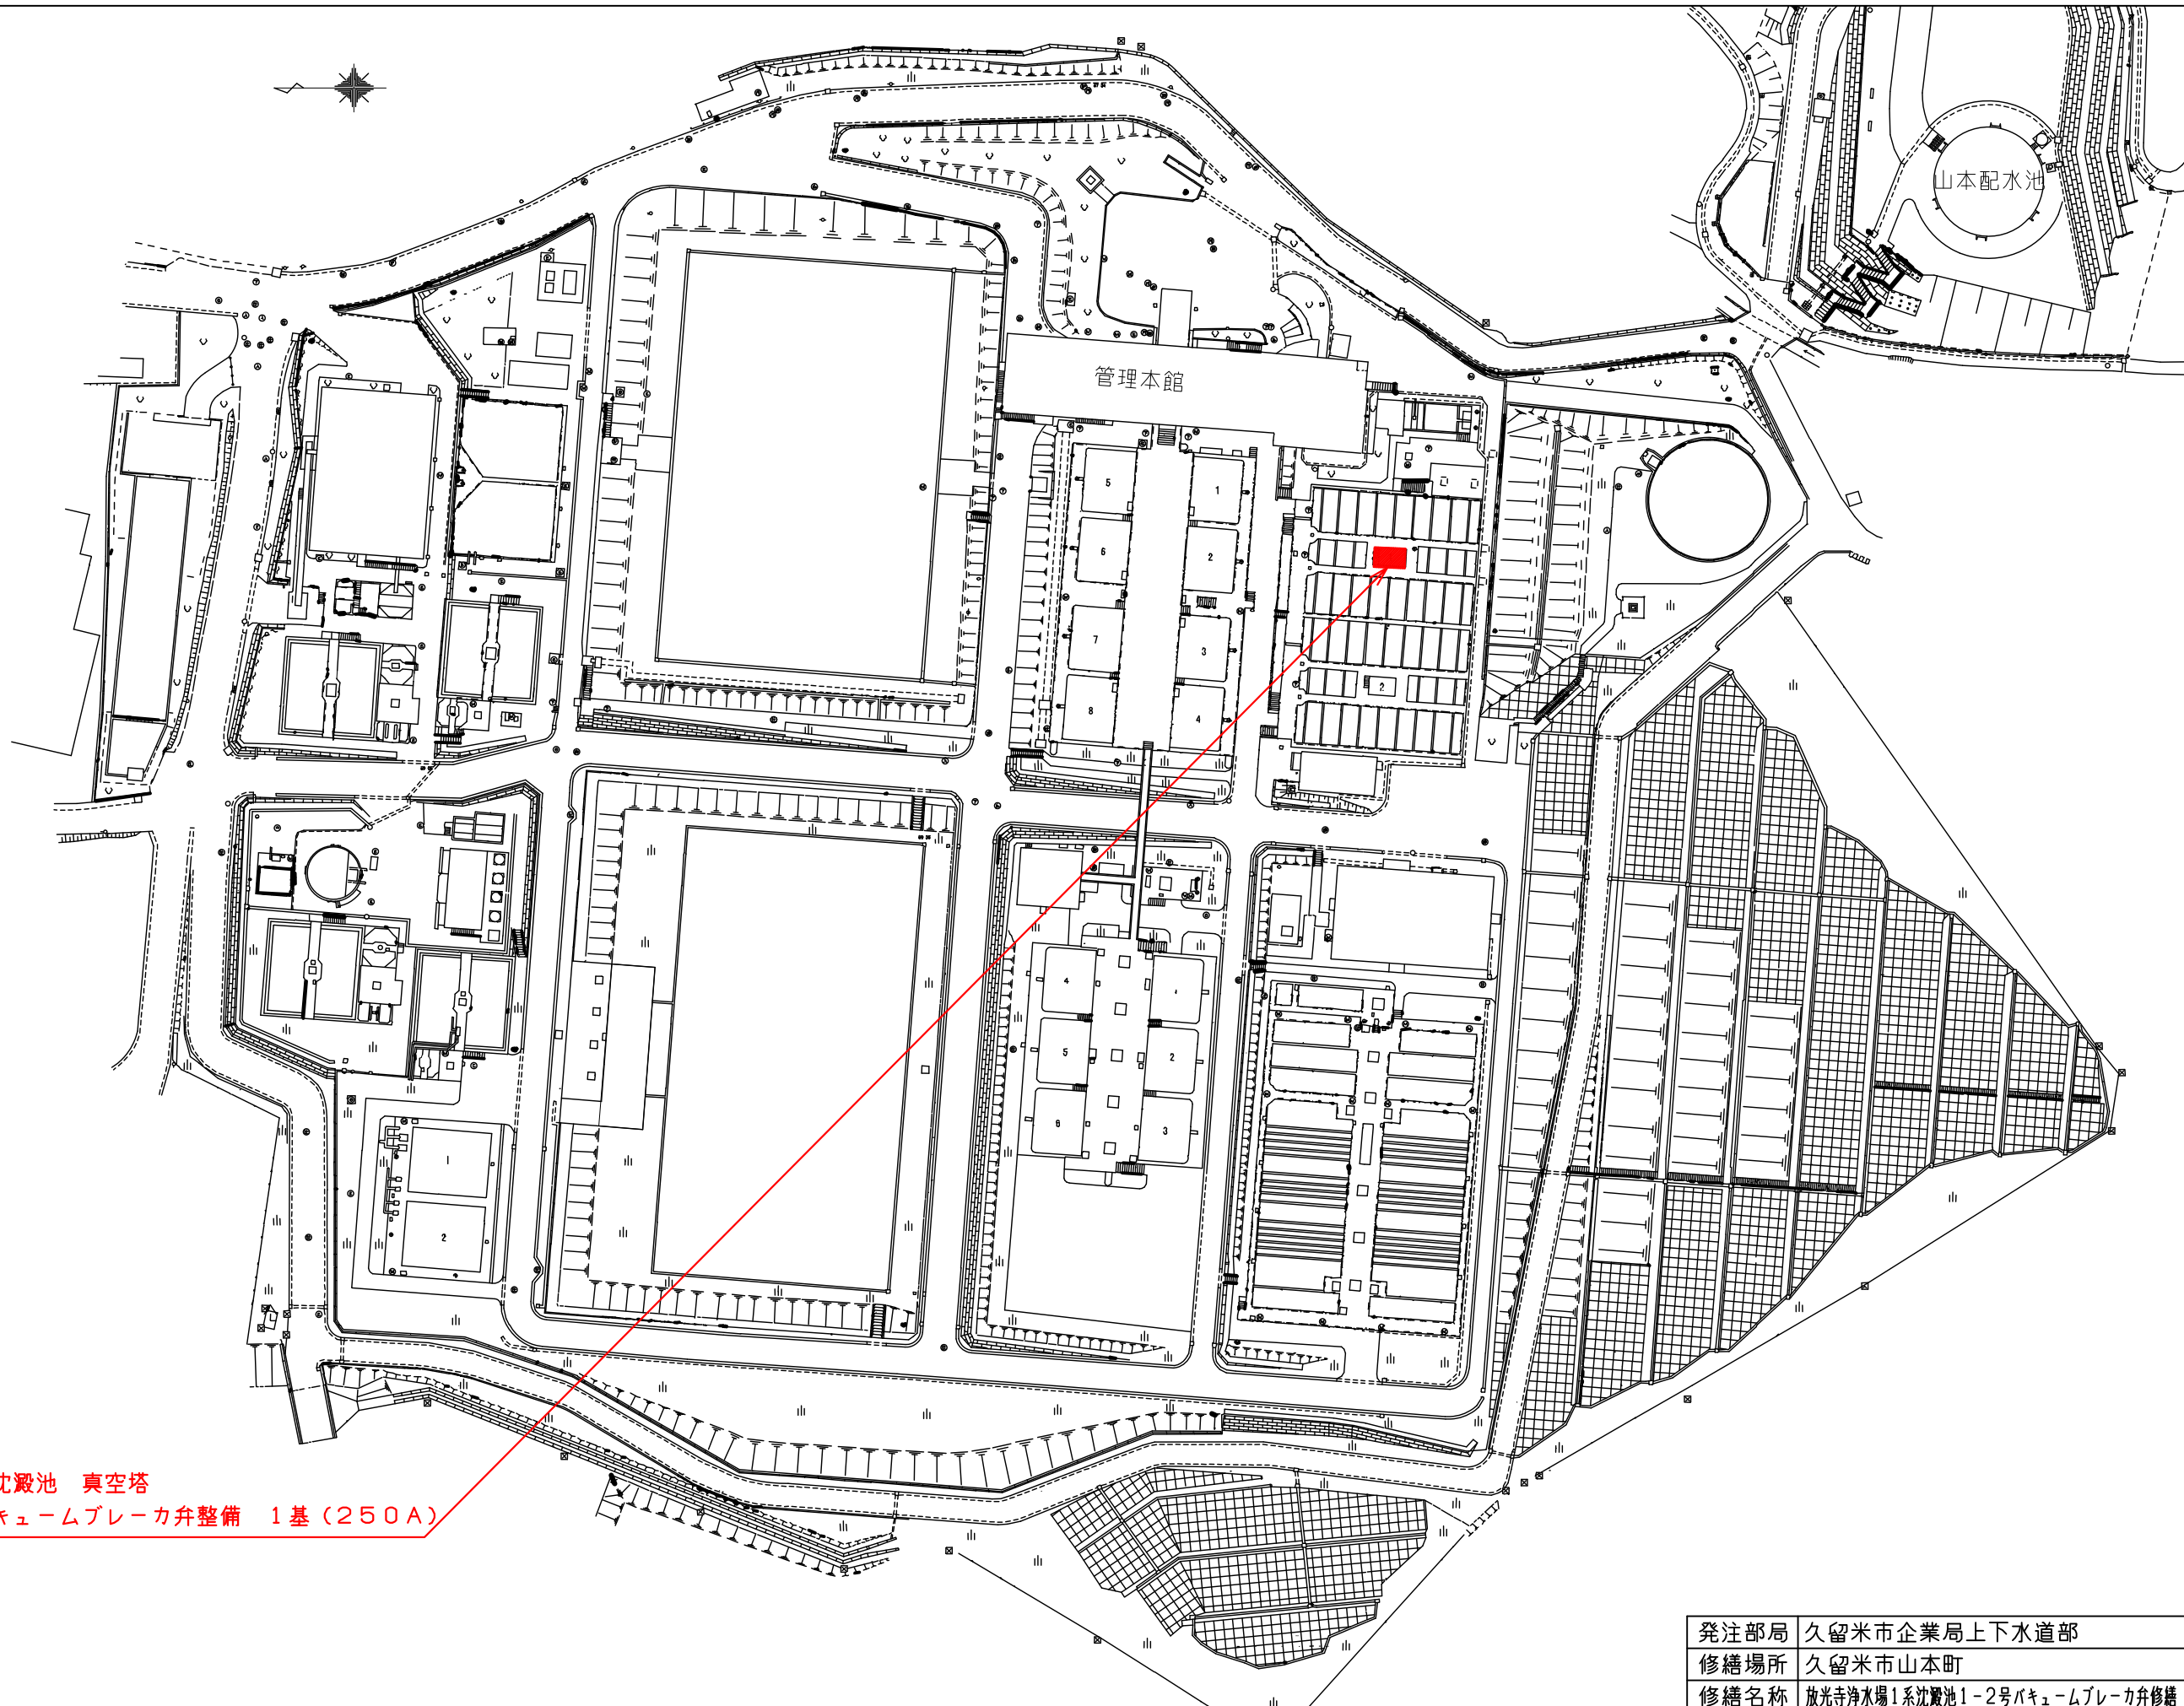 山本配水池
管理本館
5
1
6
2
7
3
2
8
4
4
1
5
2
6
3
1
2
沈澱池 真空塔
キュームブレーカ弁整備 1基(250A)
発注部局 久留米市企業局上下水道部
修繕場所 久留米市山本町
修繕名称 放光寺浄水場1系沈澱池1-2号バキュームブレーカ弁修繕